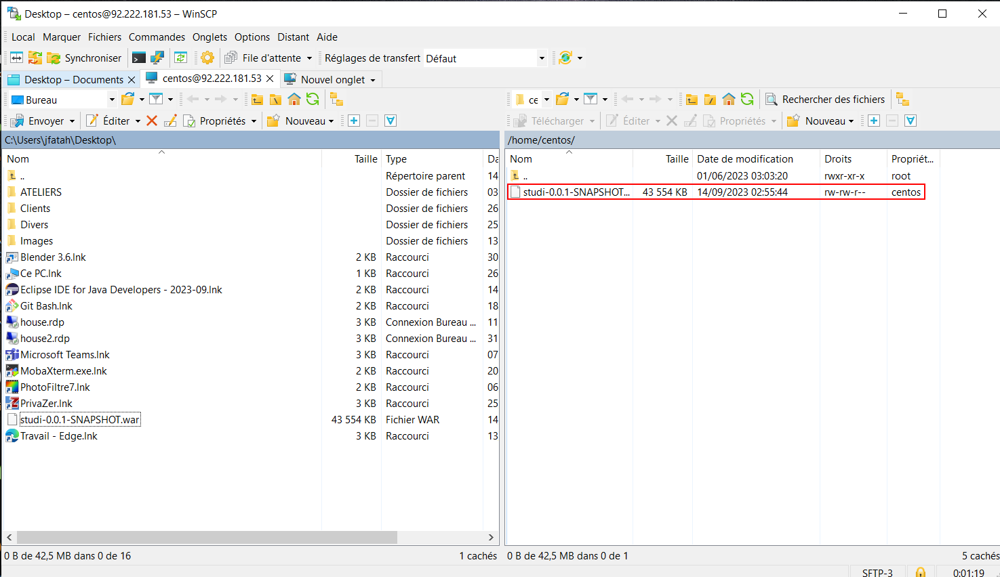 Desktop – centos@92.222.181.53 – WinSCP
Local Marquer Fichiers Commandes Onglets Options Distant Aide
Synchroniser File d'attente Réglages de transfert Défaut
Desktop – Documents centos@92.222.181.53 Nouvel onglet
Bureau ce Rechercher des fichiers
Envoyer Éditer Propriétés Nouveau Télécharger Éditer Propriétés Nouveau
C:\Users\jfatah\Desktop\ /home/centos/
Nom Taille Type Da Nom Taille Date de modification Droits Propriét...
.. Répertoire parent 14 .. 01/06/2023 03:03:20 rwxr-xr-x root
ATELIERS Dossier de fichiers 03 studi-0.0.1-SNAPSHOT... 43 554 KB 14/09/2023 02:55:44 rw-rw-r-- centos
Clients Dossier de fichiers 26
Divers Dossier de fichiers 25
Images Dossier de fichiers 13
Blender 3.6.lnk 2 KB Raccourci 30
Ce PC.lnk 1 KB Raccourci 26
Eclipse IDE for Java Developers - 2023-09.lnk 2 KB Raccourci 14
Git Bash.lnk 2 KB Raccourci 18
house.rdp 3 KB Connexion Bureau ... 11
house2.rdp 3 KB Connexion Bureau ... 31
Microsoft Teams.lnk 3 KB Raccourci 07
MobaXterm.exe.lnk 2 KB Raccourci 20
PhotoFiltre7.lnk 2 KB Raccourci 06
PrivaZer.lnk 3 KB Raccourci 25
studi-0.0.1-SNAPSHOT.war 43 554 KB Fichier WAR 14
Travail - Edge.lnk 3 KB Raccourci 13
0 B de 42,5 MB dans 0 de 16 1 cachés 0 B de 42,5 MB dans 0 de 1 5 cachés
SFTP-3 0:01:19